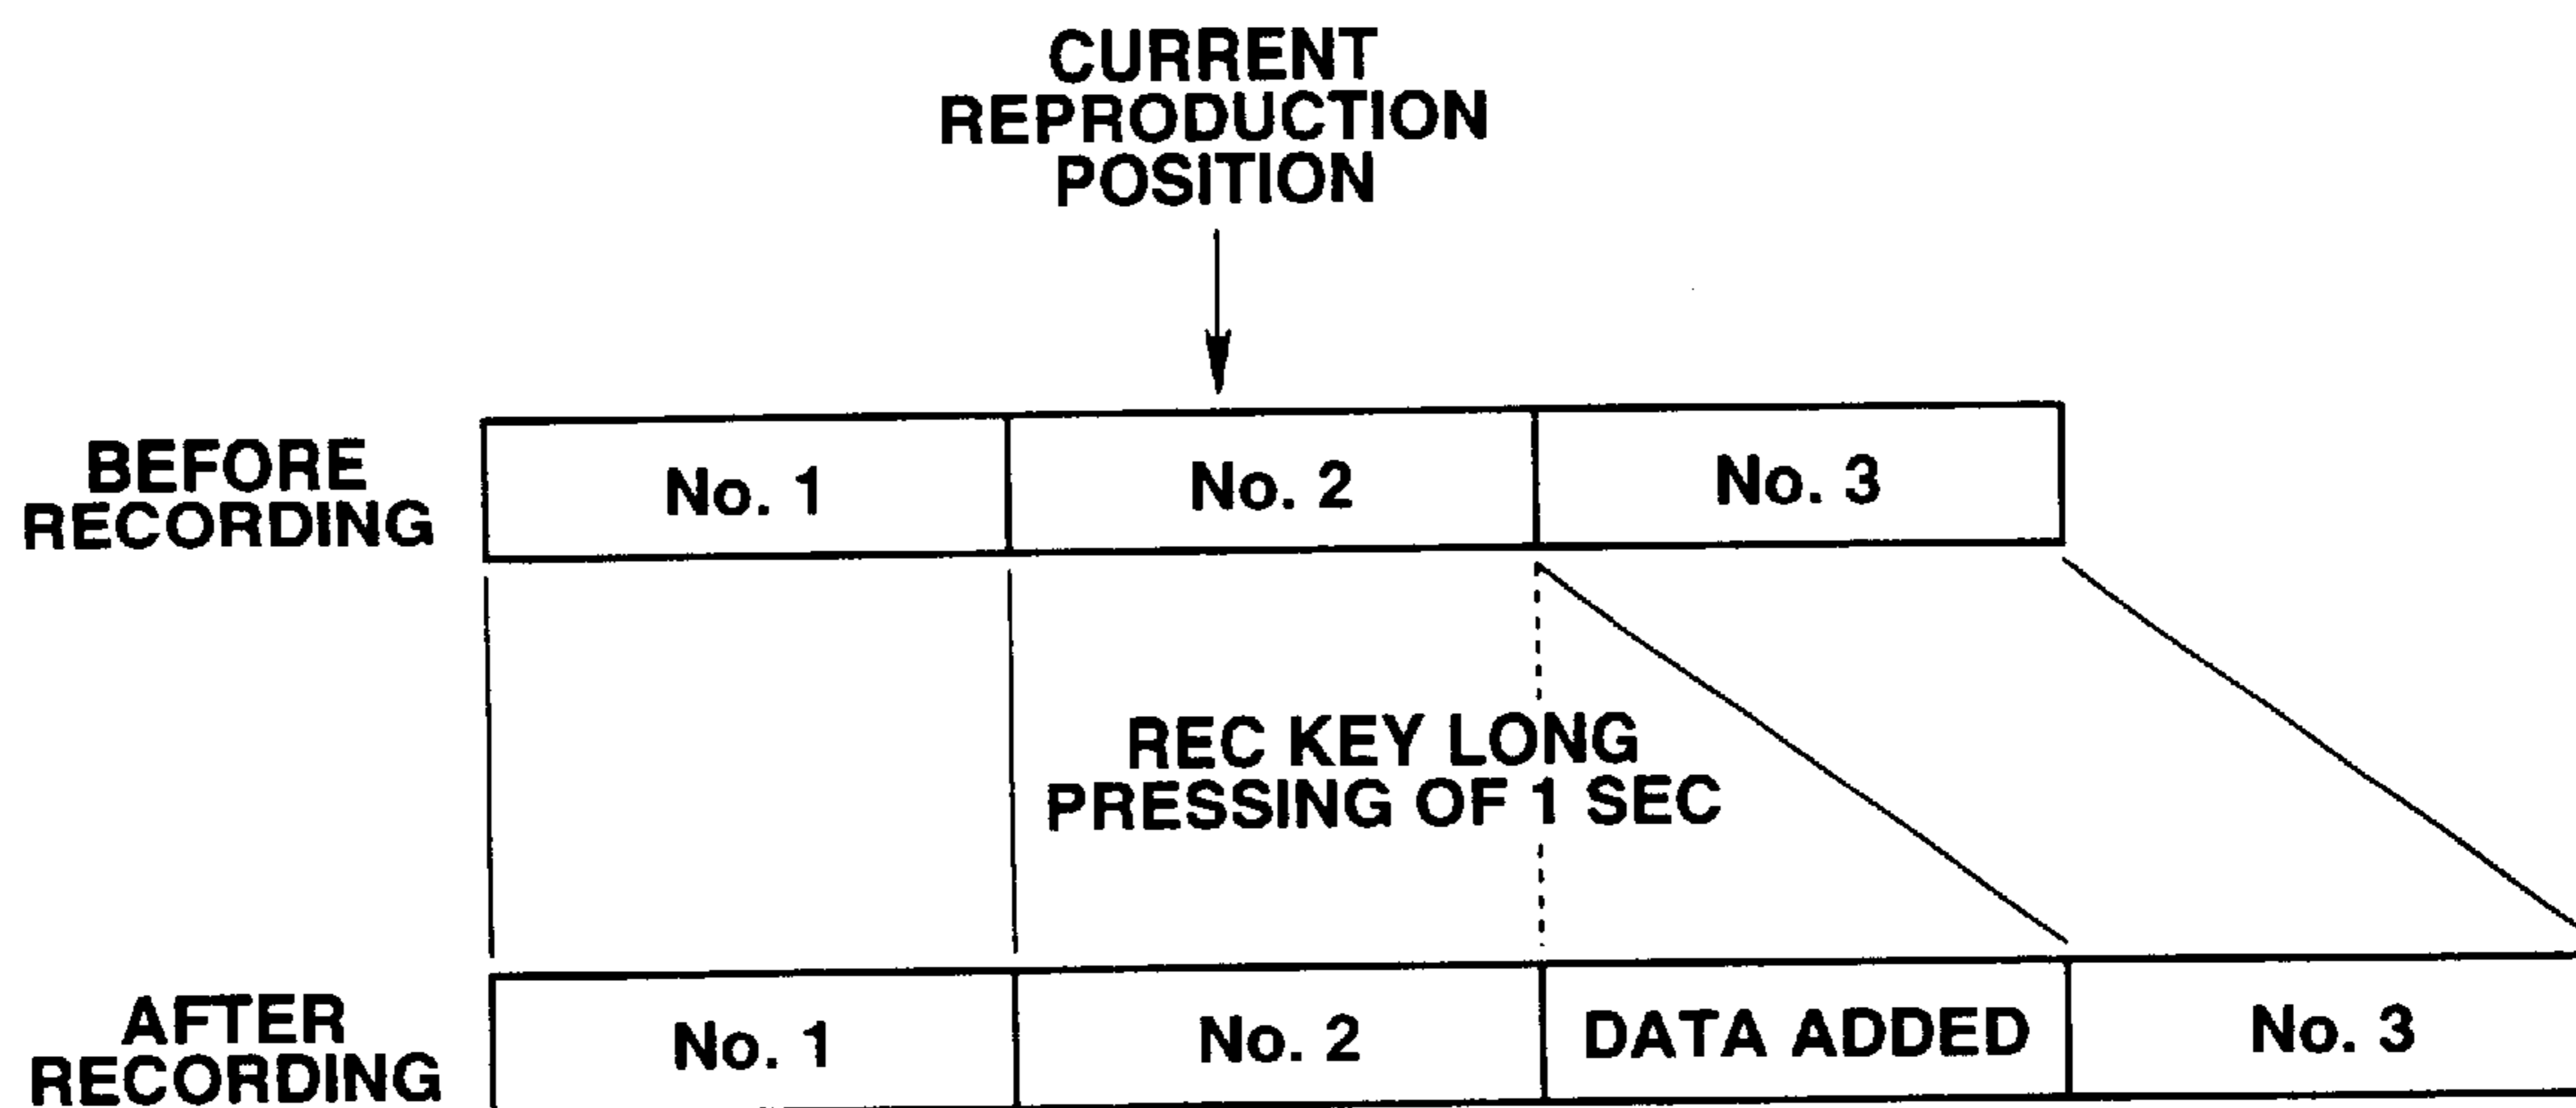 CURRENT
REPRODUCTION
POSITION
BEFORE
RECORDING
No. 1
No. 2
No. 3
REC KEY LONG
PRESSING OF 1 SEC
AFTER
RECORDING
No. 1
No. 2
DATA ADDED
No. 3